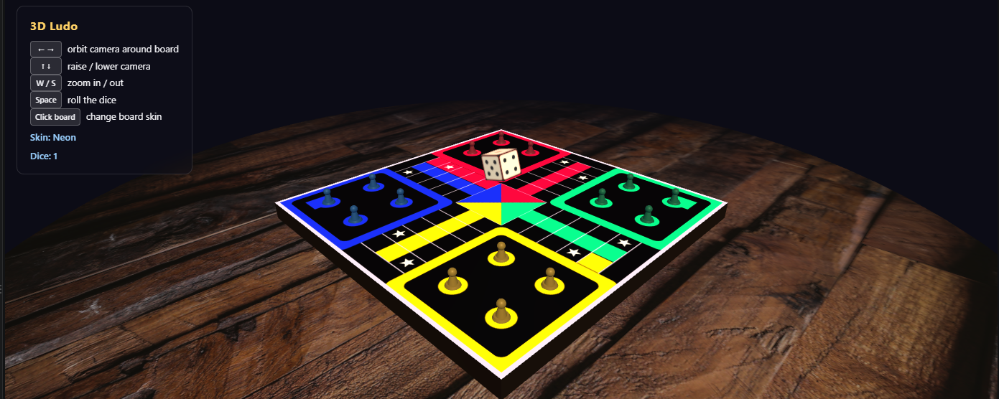 3D Ludo
←→ orbit camera around board
↑↓ raise / lower camera
W / S zoom in / out
Space roll the dice
Click board change board skin
Skin: Neon
Dice: 1